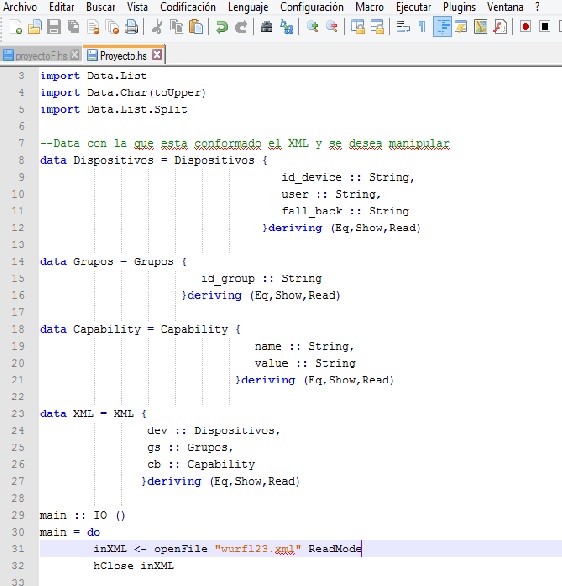 Archivo Editar Buscar Vista Codificación Lenguaje Configuración Macro Ejecutar Plugins Ventana ?
proyectoF.hs Proyecto.hs
3 import Data.List
4 import Data.Char(toUpper)
5 import Data.List.Split
6
7 --Data con la que esta conformado el XML y se desea manipular
8 data Dispositivos = Dispositivos {
9 id_device :: String,
10 user :: String,
11 fall_back :: String
12 }deriving (Eq,Show,Read)
13
14 data Grupos = Grupos {
15 id_group :: String
16 }deriving (Eq,Show,Read)
17
18 data Capability = Capability {
19 name :: String,
20 value :: String
21 }deriving (Eq,Show,Read)
22
23 data XML = XML {
24 dev :: Dispositivos,
25 gs :: Grupos,
26 cb :: Capability
27 }deriving (Eq,Show,Read)
28
29 main :: IO ()
30 main = do
31 inXML <- openFile "wurfl23.xml" ReadMode
32 hClose inXML
33